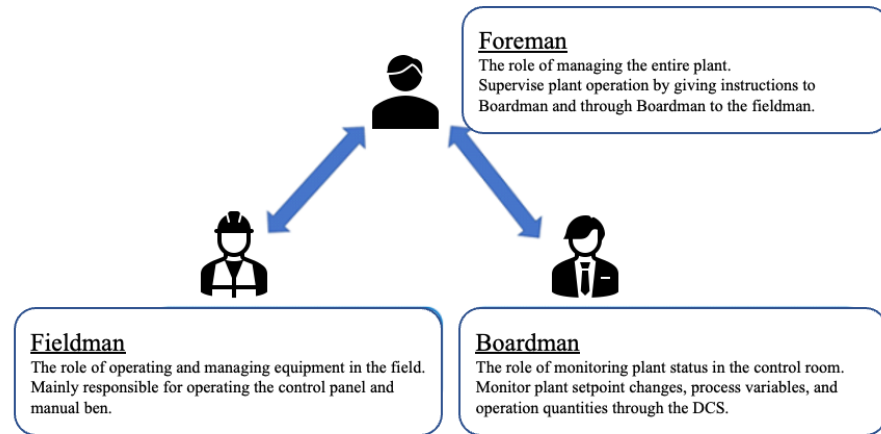 Foreman
The role of managing the entire plant.
Supervise plant operation by giving instructions to
Boardman and through Boardman to the fieldman.
Fieldman
The role of operating and managing equipment in the field.
Mainly responsible for operating the control panel and
manual ben.
Boardman
The role of monitoring plant status in the control room.
Monitor plant setpoint changes, process variables, and
operation quantities through the DCS.